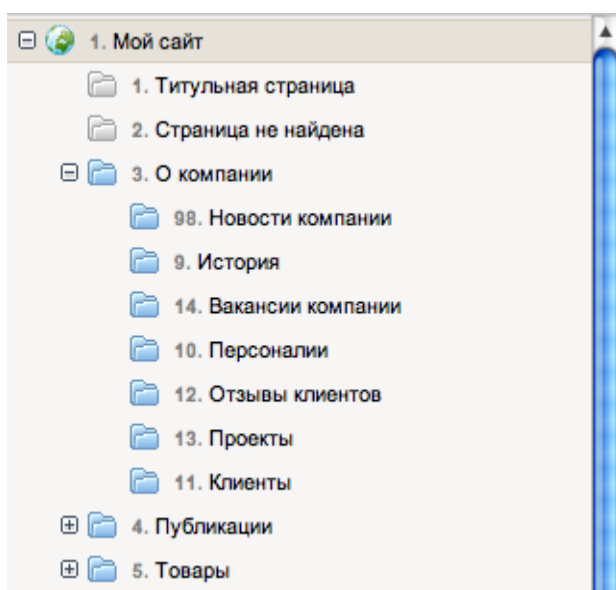 1. Мой сайт
1. Титульная страница
2. Страница не найдена
3. О компании
98. Новости компании
9. История
14. Вакансии компании
10. Персоналии
12. Отзывы клиентов
13. Проекты
11. Клиенты
4. Публикации
5. Товары